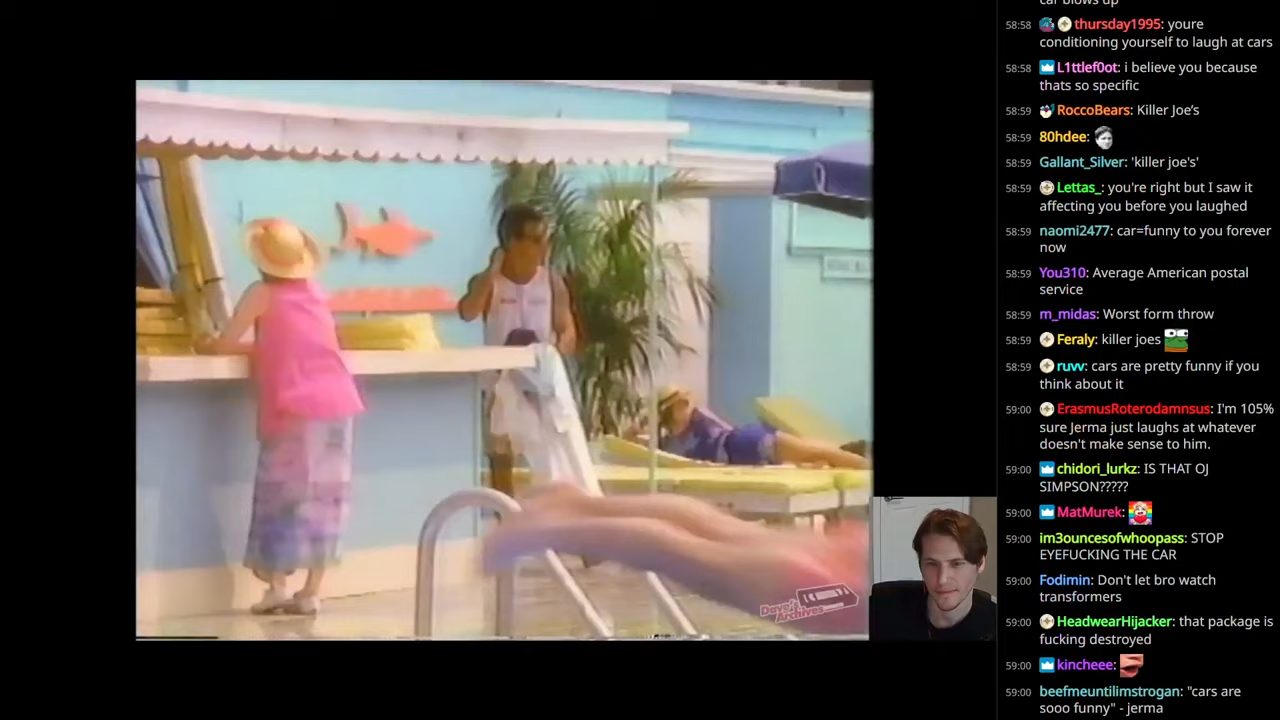 car blows up
58:58 thursday1995: youre
conditioning yourself to laugh at cars
58:58 L1ttlef0ot: i believe you because
thats so specific
58:59 RoccoBears: Killer Joe’s
58:59 80hdee:
58:59 Gallant_Silver: 'killer joe's'
58:59 Lettas_: you're right but I saw it
affecting you before you laughed
58:59 naomi2477: car=funny to you forever
now
58:59 You310: Average American postal
service
58:59 m_midas: Worst form throw
58:59 Feraly: killer joes
58:59 ruvv: cars are pretty funny if you
think about it
59:00 ErasmusRoterodamnsus: I'm 105%
sure Jerma just laughs at whatever
doesn't make sense to him.
59:00 chidori_lurkz: IS THAT OJ
SIMPSON?????
59:00 MatMurek:
59:00 im3ouncesofwhoopass: STOP
EYEFUCKING THE CAR
59:00 Fodimin: Don't let bro watch
transformers
59:00 HeadwearHijacker: that package is
fucking destroyed
59:00 kincheee:
59:00 beefmeuntilimstrogan: "cars are
sooo funny" - jerma
Dave's
Archives